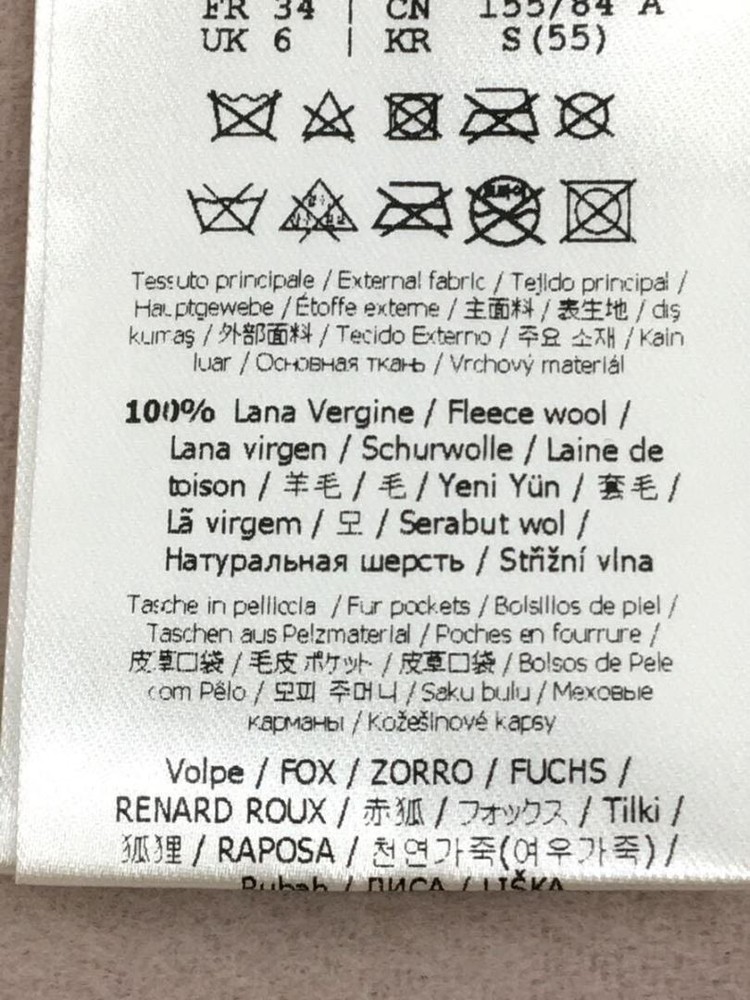 FR 34 | CN 155/84 A
UK 6 | KR S(55)
Tessuto principale / External fabric / Tejido principal /
Hauptgewebe / Étoffe externe / 主面料 / 表生地 / dış
kumaş / 外部面料 / Tecido Externo / 주요 소재 / Kain
luar / Основная ткань / Vrchový materiál
100% Lana Vergine / Fleece wool /
Lana virgen / Schurwolle / Laine de
toison / 羊毛 / 毛 / Yeni Yün / 套毛 /
Lã virgem / 모 / Serabut wol /
Натуральная шерсть / Střižní vlna
Tasche in pelliccia / Fur pockets / Bolsillos de piel /
Taschen aus Pelzmaterial / Poches en fourrure /
皮草口袋 / 毛皮 ポケット / 皮草口袋 / Bolsos de Pele
com Pêlo / 모피 주머니 / Saku bulu / Меховые
карманы / Kožešinové kapsy
Volpe / FOX / ZORRO / FUCHS /
RENARD ROUX / 赤狐 / フォックス / Tilki /
狐狸 / RAPOSA / 천연가죽(여우가죽) /
Rubah / ЛИСА / LIŠKA